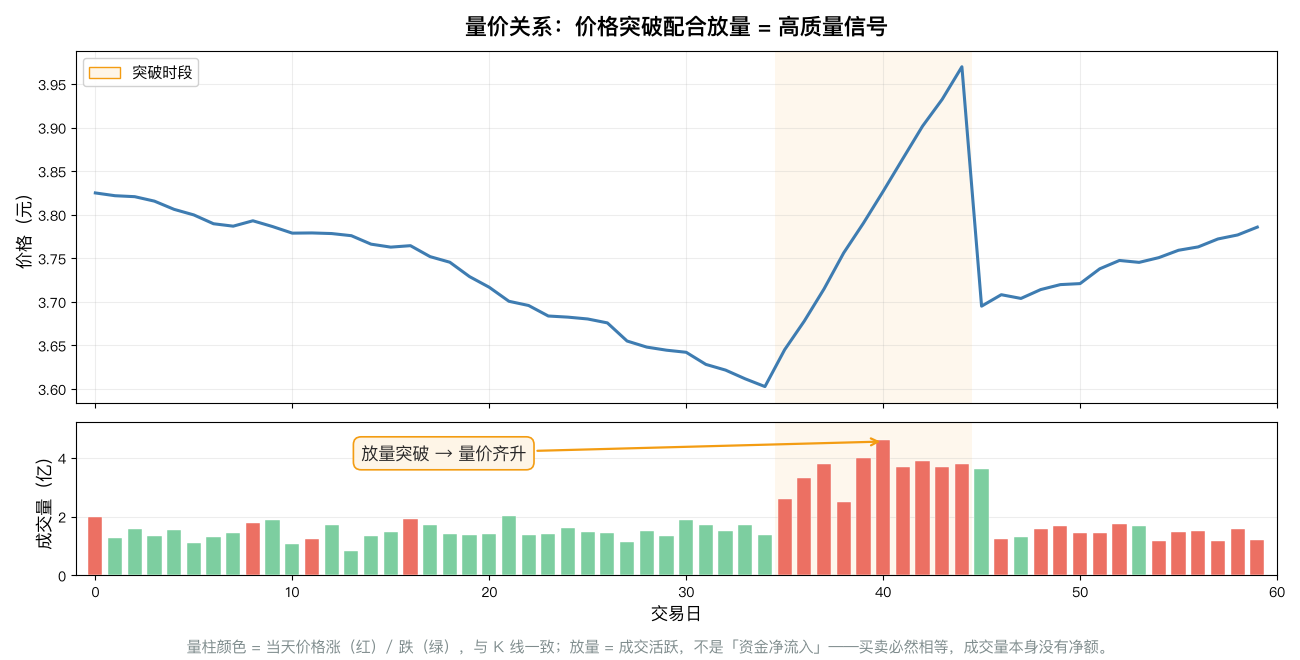 量价关系：价格突破配合放量 = 高质量信号
突破时段
价格（元）
3.95
3.90
3.85
3.80
3.75
3.70
3.65
3.60
放量突破 → 量价齐升
成交量（亿）
4
2
0
0
10
20
30
40
50
60
交易日
量柱颜色 = 当天价格涨（红）/ 跌（绿），与 K 线一致；放量 = 成交活跃，不是「资金净流入」——买卖必然相等，成交量本身没有净额。